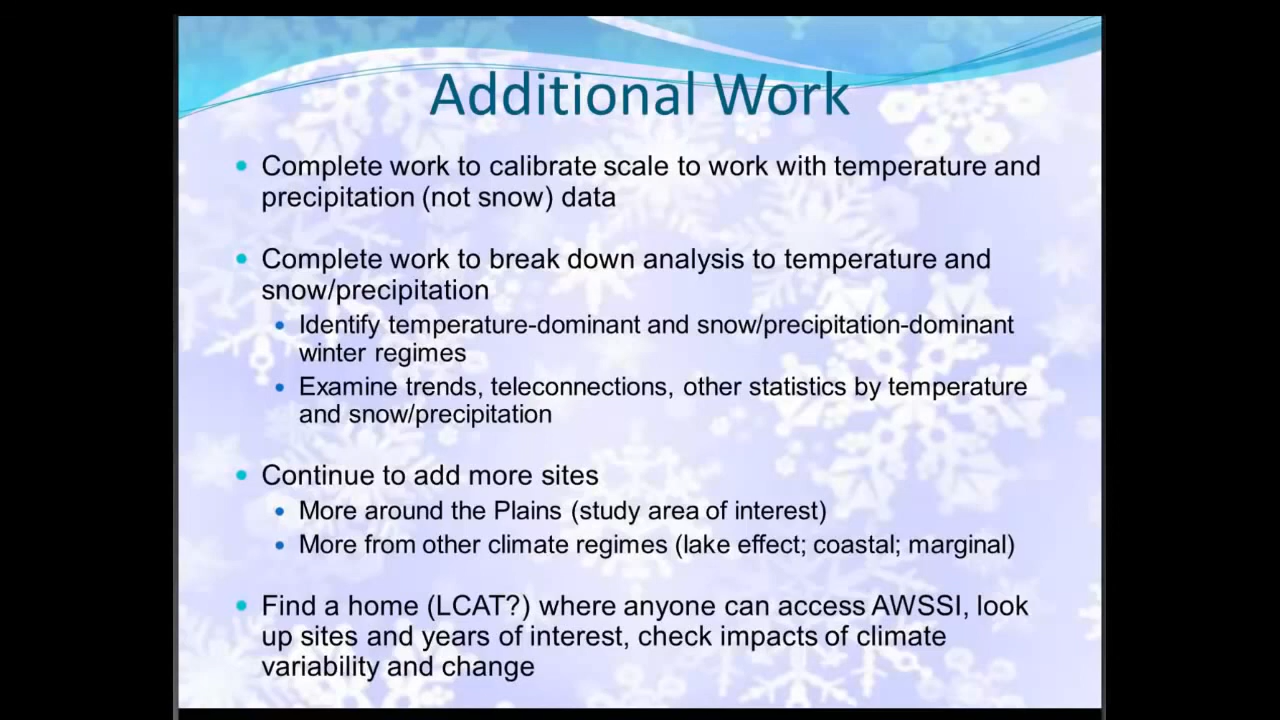 Additional Work
• Complete work to calibrate scale to work with temperature and
precipitation (not snow) data
• Complete work to break down analysis to temperature and
snow/precipitation
• Identify temperature-dominant and snow/precipitation-dominant
winter regimes
• Examine trends, teleconnections, other statistics by temperature
and snow/precipitation
• Continue to add more sites
• More around the Plains (study area of interest)
• More from other climate regimes (lake effect; coastal; marginal)
• Find a home (LCAT?) where anyone can access AWSSI, look
up sites and years of interest, check impacts of climate
variability and change